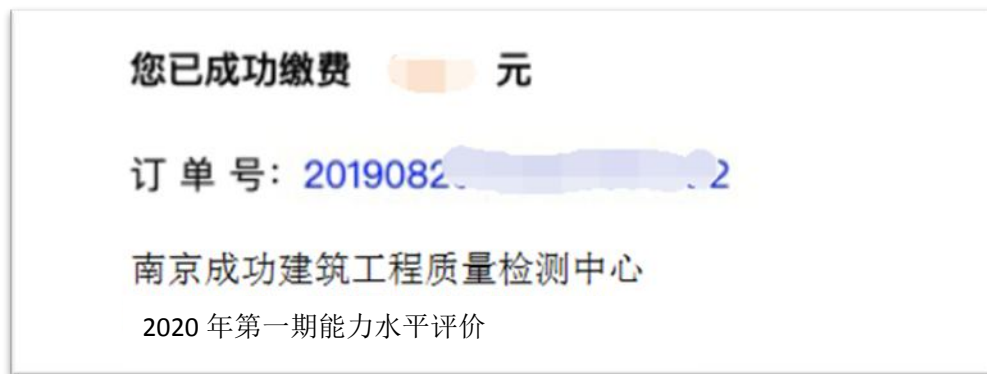 您已成功缴费 元
订 单 号：2019082 2
南京成功建筑工程质量检测中心
2020 年第一期能力水平评价